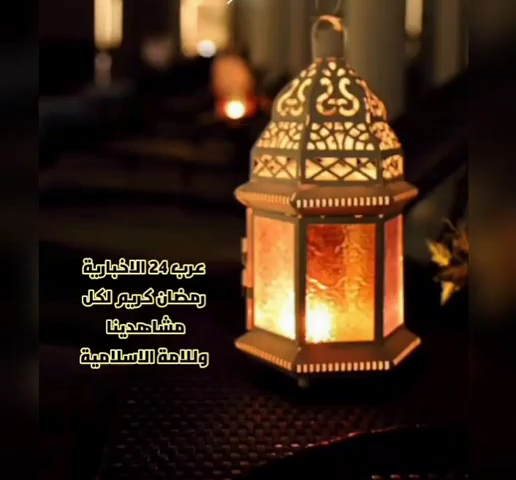 عرب 24 الاخبارية
رمضان كريم لكل
مشاهدينا
وللامة الاسلامية